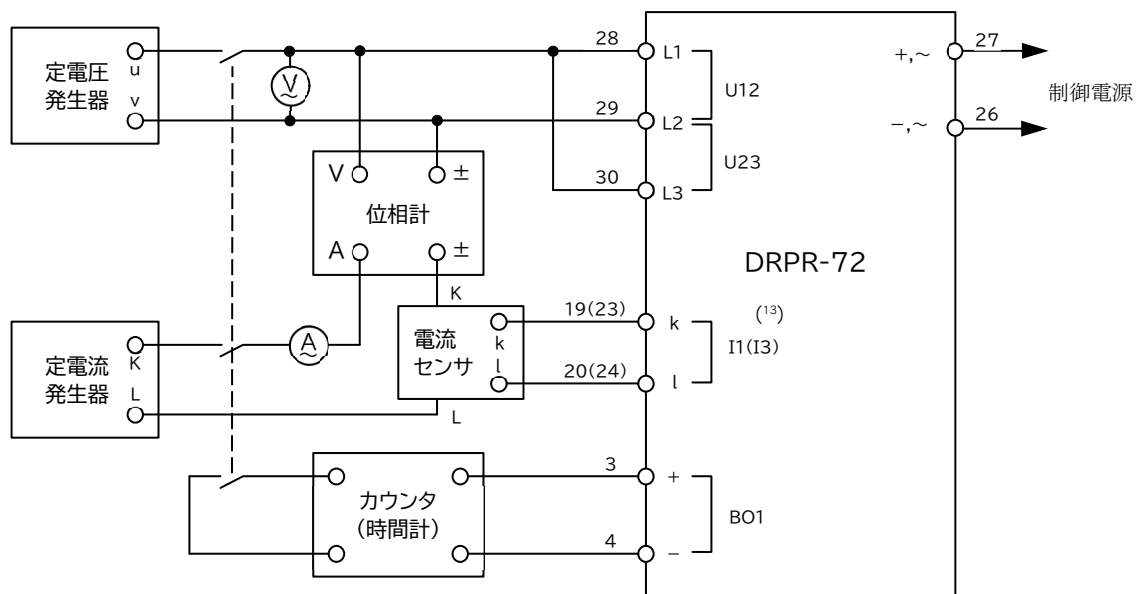 定電圧
発生器
u
v
V
28
29
30
L1
L2
L3
U12
U23
+,~
−,~
27
26
制御電源
V
±
位相計
A
±
DRPR-72
定電流
発生器
K
L
A
K
電流
センサ
k
l
L
19(23)
20(24)
k
l
(13)
I1(I3)
カウンタ
(時間計)
3
4
+
−
BO1